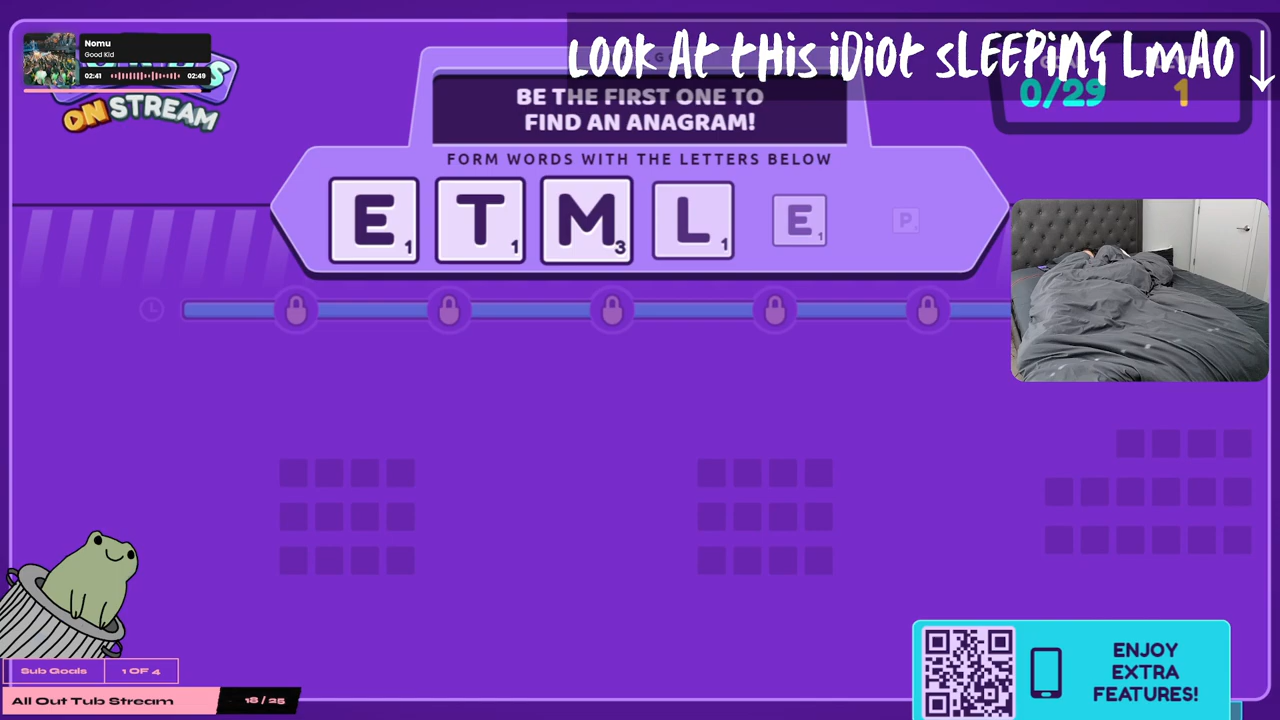 Nomu
Good Kid
02:41
02:49
ON STREAM
LOOK AT tHis iDiOt sLEEPiNG LmAO
0/29
1
BE THE FIRST ONE TO
FIND AN ANAGRAM!
FORM WORDS WITH THE LETTERS BELOW
E1 T1 M3 L1 E1 P
Sub Goals 1 OF 4
All Out Tub Stream 18 / 25
ENJOY
EXTRA
FEATURES!